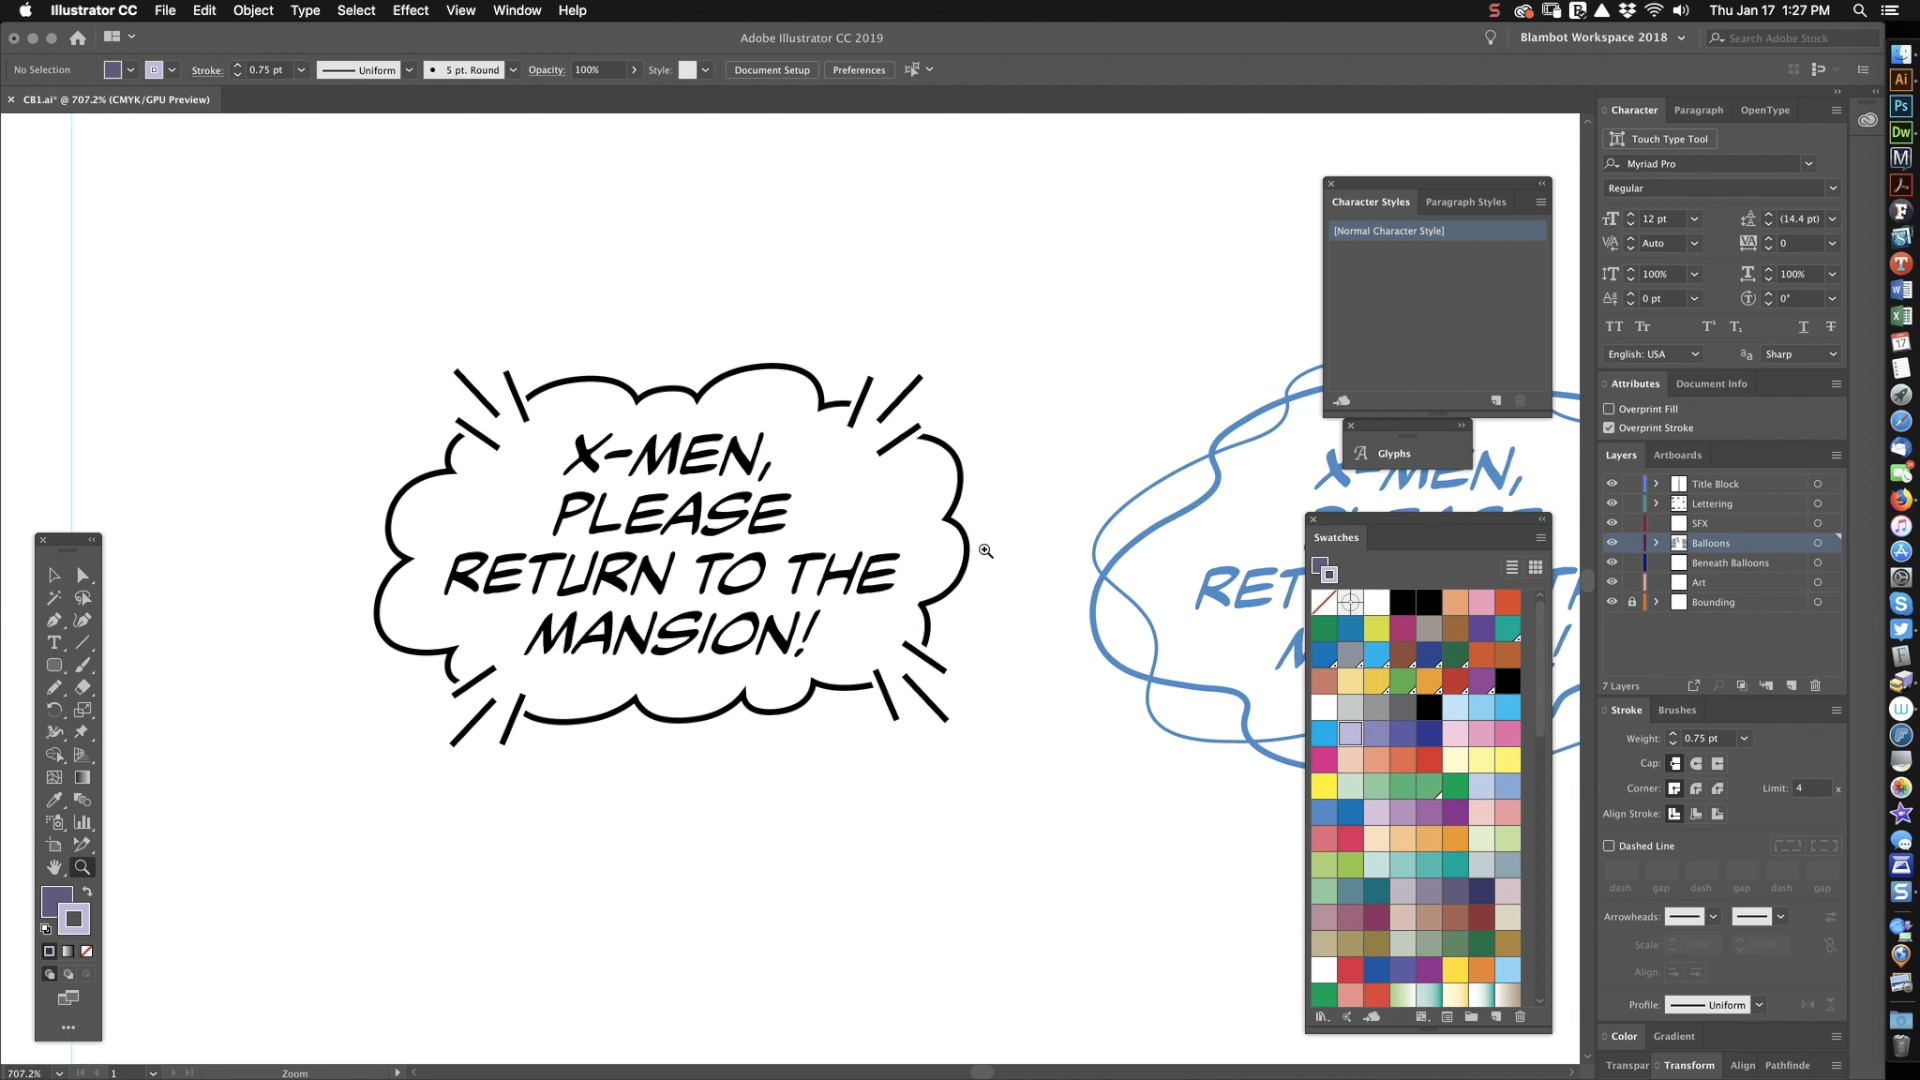 Illustrator CC File Edit Object Type Select Effect View Window Help
Thu Jan 17 1:27 PM
Adobe Illustrator CC 2019
Blambot Workspace 2018
Search Adobe Stock
No Selection
Stroke: 0.75 pt
Uniform
5 pt. Round
Opacity: 100%
Style:
Document Setup
Preferences
CB1.ai* @ 707.2% (CMYK/GPU Preview)
X-MEN,
PLEASE
RETURN TO THE
MANSION!
X-MEN,
Character Styles Paragraph Styles
[Normal Character Style]
Glyphs
Swatches
Character Paragraph OpenType
Touch Type Tool
Myriad Pro
Regular
12 pt (14.4 pt)
Auto 0
100% 100%
0 pt 0°
English: USA
Sharp
Attributes Document Info
Overprint Fill
Overprint Stroke
Layers Artboards
Title Block
Lettering
SFX
Balloons
Beneath Balloons
Art
Bounding
7 Layers
Stroke Brushes
Weight: 0.75 pt
Cap:
Corner: Limit: 4 x
Align Stroke:
Dashed Line
dash gap dash gap dash gap
Arrowheads:
Scale: 100% 100%
Align:
Profile: Uniform
Color Gradient
Transpar Transform Align Pathfinde
707.2% 1 Zoom